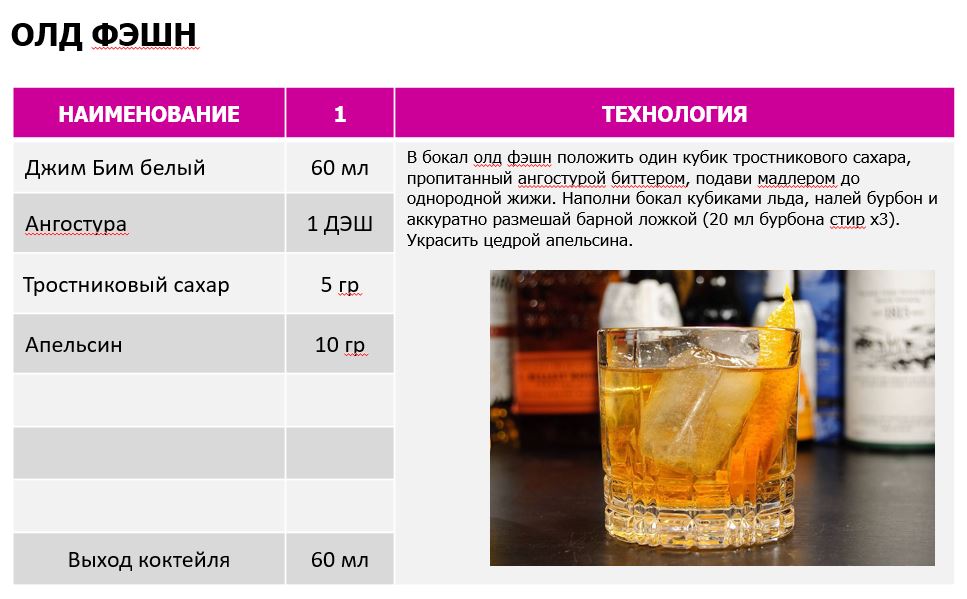 ОЛД ФЭШН
НАИМЕНОВАНИЕ 1 ТЕХНОЛОГИЯ
Джим Бим белый 60 мл
Ангостура 1 ДЭШ
Тростниковый сахар 5 гр
Апельсин 10 гр
Выход коктейля 60 мл
В бокал олд фэшн положить один кубик тростникового сахара,
пропитанный ангостурой биттером, подави мадлером до
однородной жижи. Наполни бокал кубиками льда, налей бурбон и
аккуратно размешай барной ложкой (20 мл бурбона стир х3).
Украсить цедрой апельсина.